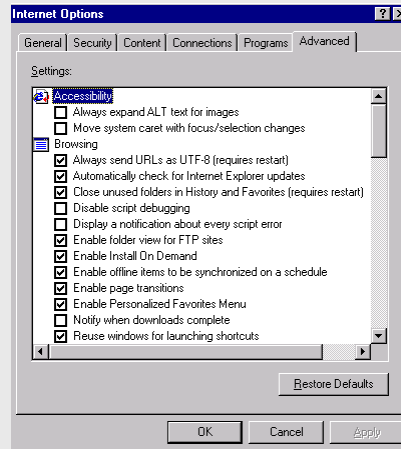 Internet Options
General Security Content Connections Programs Advanced
Settings:
Accessibility
Always expand ALT text for images
Move system caret with focus/selection changes
Browsing
Always send URLs as UTF-8 (requires restart)
Automatically check for Internet Explorer updates
Close unused folders in History and Favorites (requires restart)
Disable script debugging
Display a notification about every script error
Enable folder view for FTP sites
Enable Install On Demand
Enable offline items to be synchronized on a schedule
Enable page transitions
Enable Personalized Favorites Menu
Notify when downloads complete
Reuse windows for launching shortcuts
Restore Defaults
OK Cancel Apply